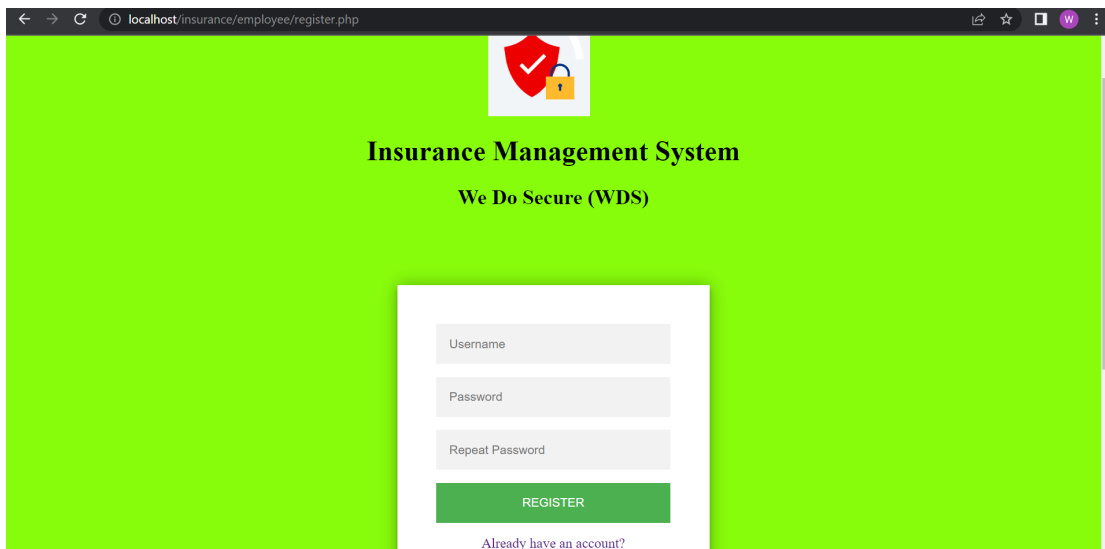 localhost/insurance/employee/register.php
W
Insurance Management System
We Do Secure (WDS)
Username
Password
Repeat Password
REGISTER
Already have an account?